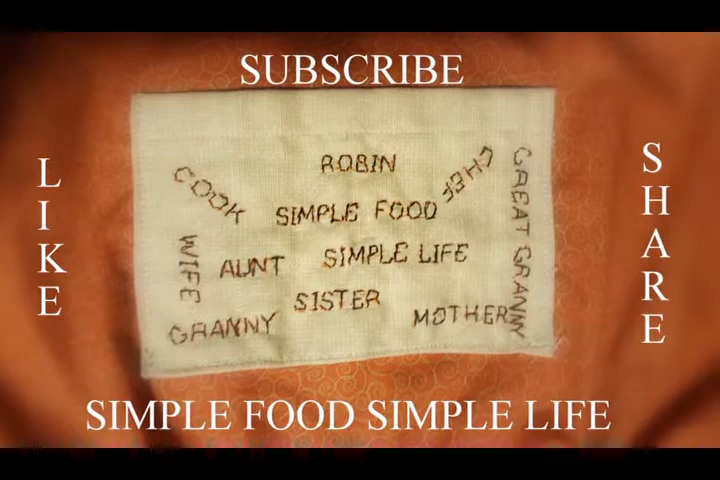 SUBSCRIBE
LIKE
SHARE
ROBIN
COOK
CHEF
GREAT GRANNY
SIMPLE FOOD
WIFE
AUNT
SIMPLE LIFE
SISTER
GRANNY
MOTHER
SIMPLE FOOD SIMPLE LIFE